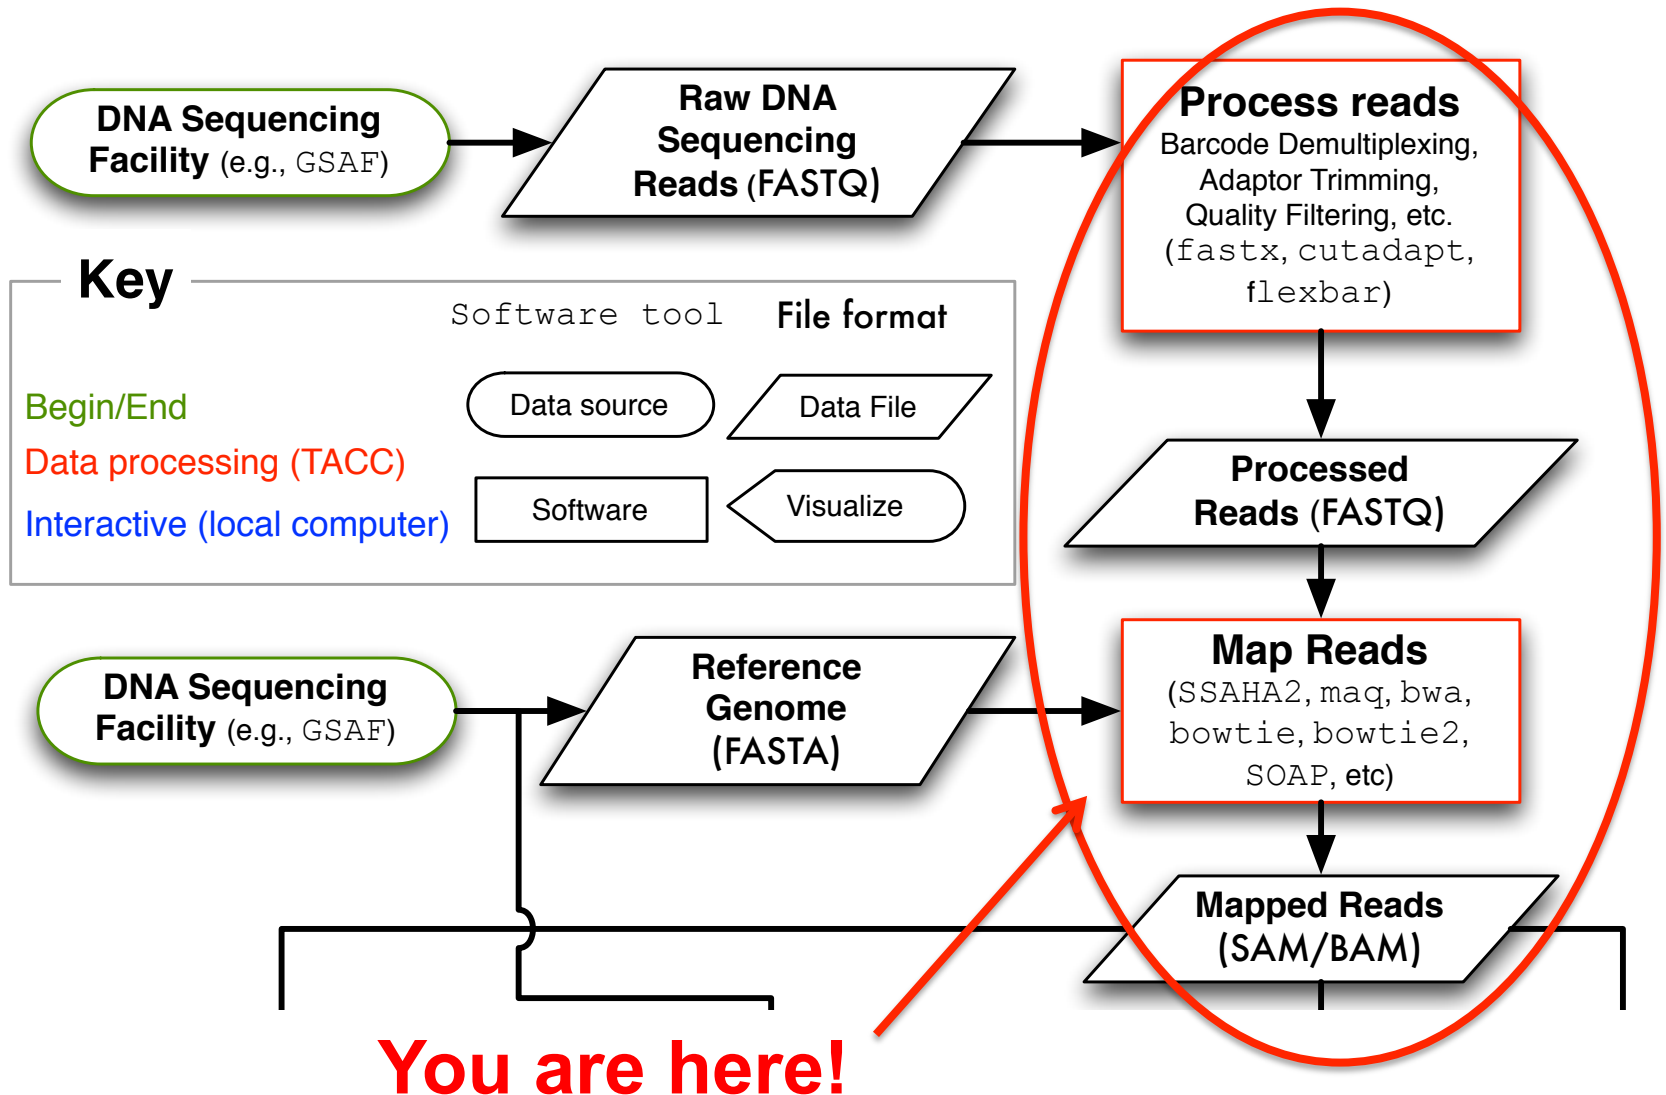 DNA Sequencing
Facility (e.g., GSAF)
Raw DNA
Sequencing
Reads (FASTQ)
Process reads
Barcode Demultiplexing,
Adaptor Trimming,
Quality Filtering, etc.
(fastx, cutadapt,
flexbar)
Key
Software tool
File format
Begin/End
Data processing (TACC)
Interactive (local computer)
Data source
Data File
Software
Visualize
Processed
Reads (FASTQ)
DNA Sequencing
Facility (e.g., GSAF)
Reference
Genome
(FASTA)
Map Reads
(SSAHA2, maq, bwa,
bowtie, bowtie2,
SOAP, etc)
Mapped Reads
(SAM/BAM)
You are here!